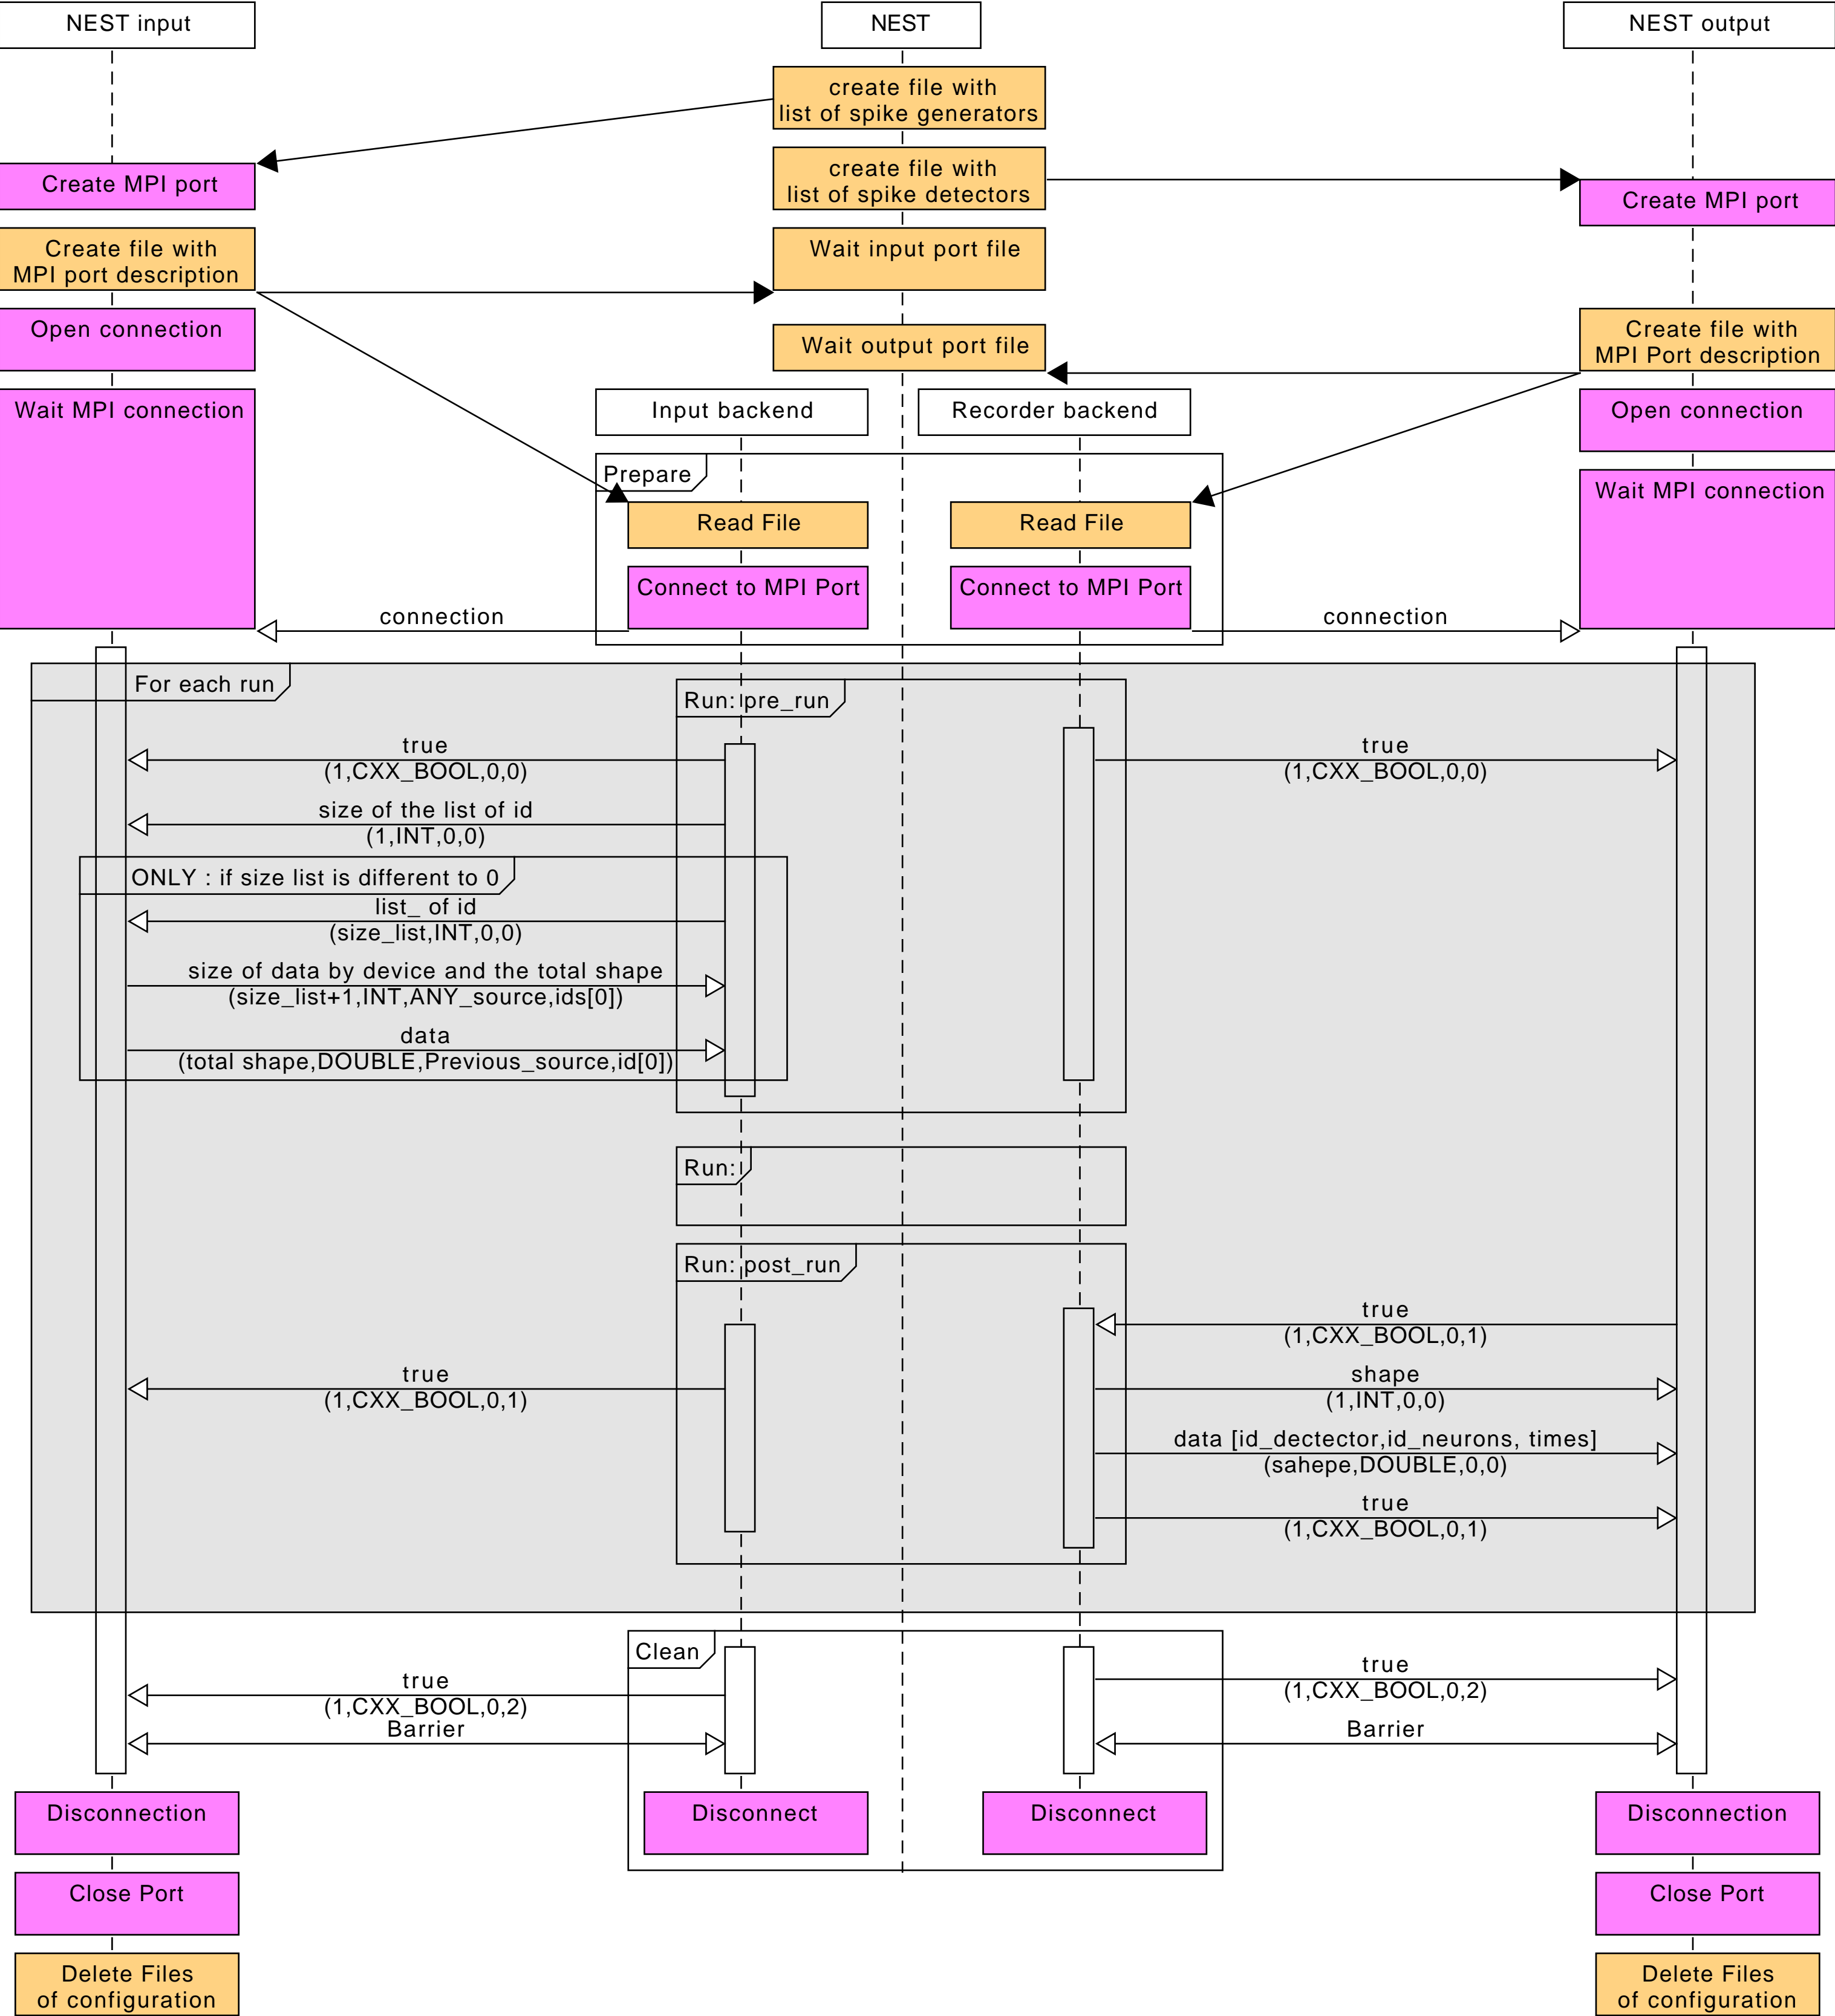 NEST input
NEST
NEST output
create file with
list of spike generators
create file with
list of spike detectors
Create MPI port
Create MPI port
Create file with
MPI port description
Wait input port file
Open connection
Wait output port file
Create file with
MPI Port description
Wait MPI connection
Input backend
Recorder backend
Open connection
Prepare
Wait MPI connection
Read File
Read File
Connect to MPI Port
Connect to MPI Port
connection
connection
For each run
Run: pre_run
true
(1,CXX_BOOL,0,0)
true
(1,CXX_BOOL,0,0)
size of the list of id
(1,INT,0,0)
ONLY : if size list is different to 0
list_ of id
(size_list,INT,0,0)
size of data by device and the total shape
(size_list+1,INT,ANY_source,ids[0])
data
(total shape,DOUBLE,Previous_source,id[0])
Run:
Run: post_run
true
(1,CXX_BOOL,0,1)
true
(1,CXX_BOOL,0,1)
shape
(1,INT,0,0)
data [id_dectector,id_neurons, times]
(sahepe,DOUBLE,0,0)
true
(1,CXX_BOOL,0,1)
Clean
true
(1,CXX_BOOL,0,2)
true
(1,CXX_BOOL,0,2)
Barrier
Barrier
Disconnection
Disconnect
Disconnect
Disconnection
Close Port
Close Port
Delete Files
of configuration
Delete Files
of configuration